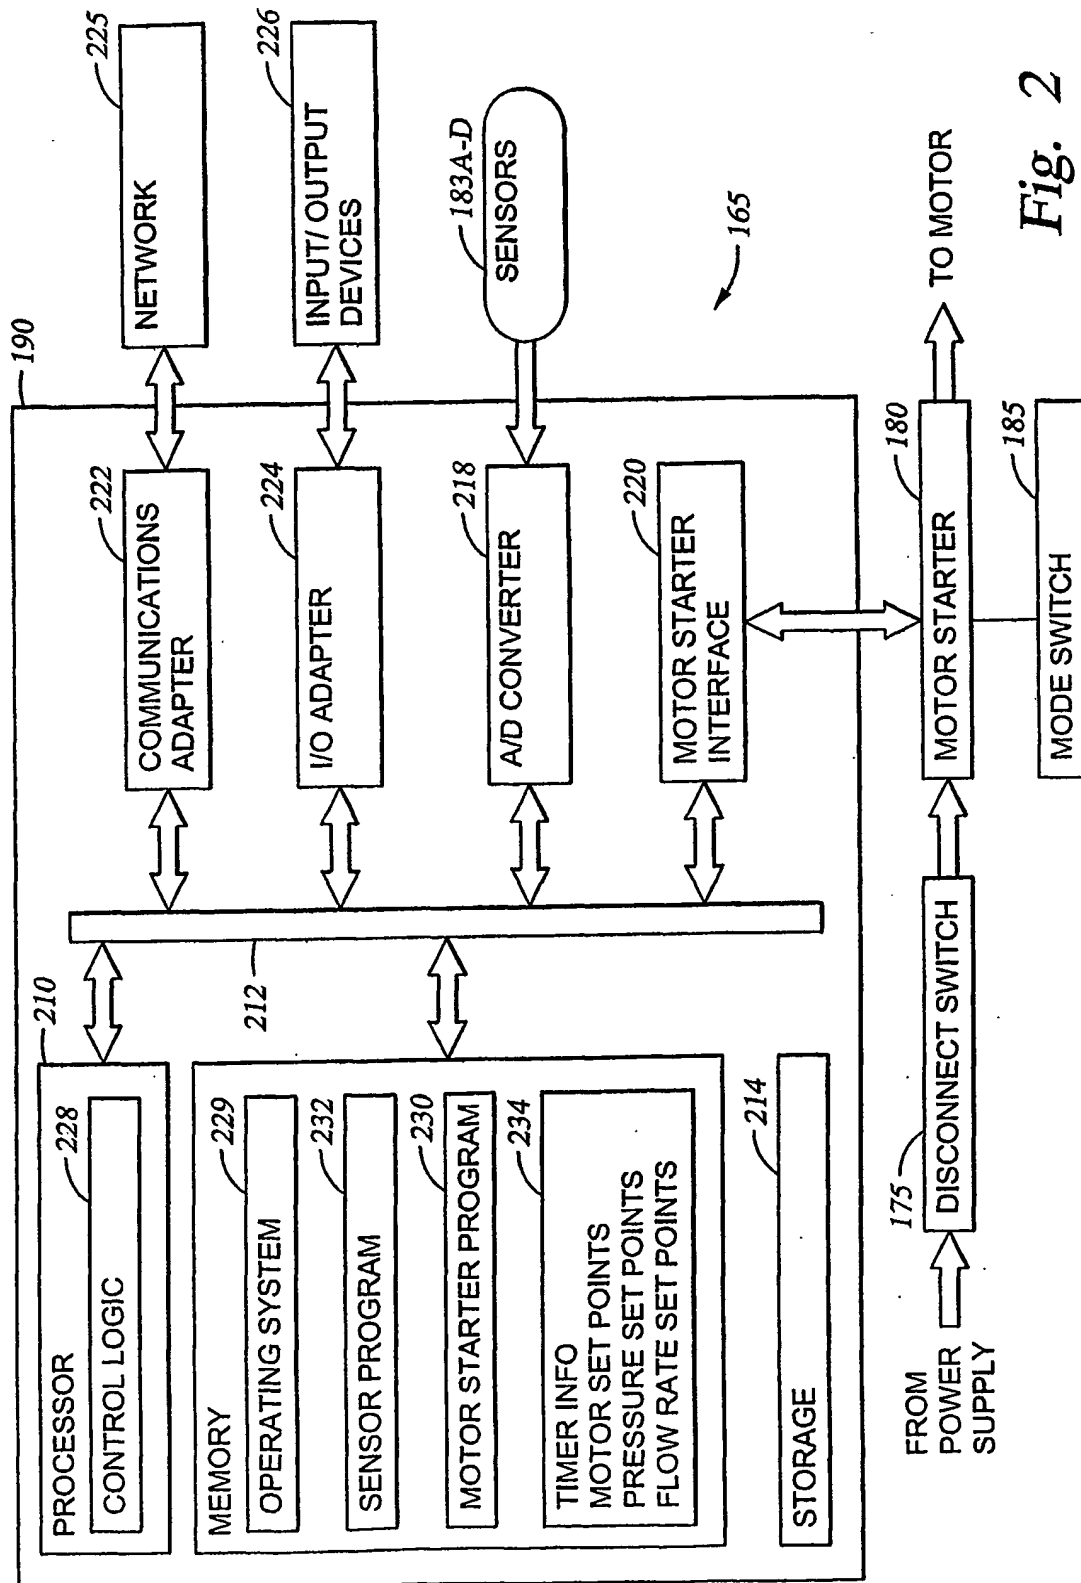 190
PROCESSOR
210
228
CONTROL LOGIC
MEMORY
229
OPERATING SYSTEM
232
SENSOR PROGRAM
230
MOTOR STARTER PROGRAM
234
TIMER INFO
MOTOR SET POINTS
PRESSURE SET POINTS
FLOW RATE SET POINTS
214
STORAGE
212
222
COMMUNICATIONS
ADAPTER
224
I/O ADAPTER
218
A/D CONVERTER
220
MOTOR STARTER
INTERFACE
225
NETWORK
226
INPUT/ OUTPUT
DEVICES
183A-D
SENSORS
165
FROM
POWER
SUPPLY
175
DISCONNECT SWITCH
180
MOTOR STARTER
TO MOTOR
185
MODE SWITCH
Fig. 2